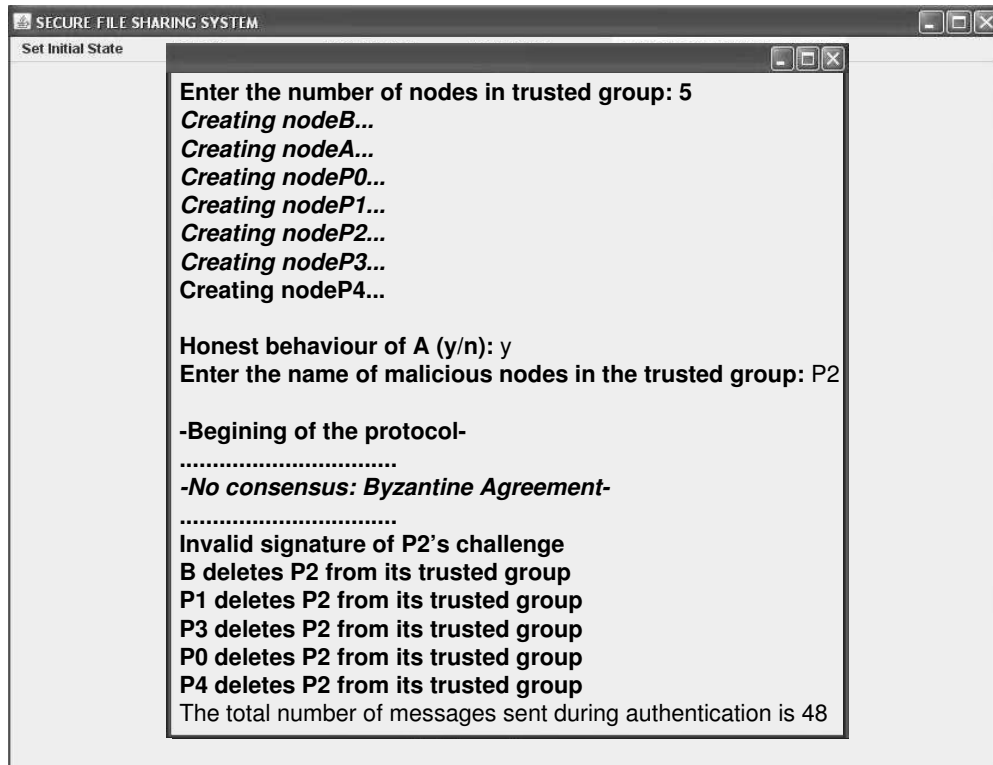 SECURE FILE SHARING SYSTEM
Set Initial State
Enter the number of nodes in trusted group: 5
Creating nodeB...
Creating nodeA...
Creating nodeP0...
Creating nodeP1...
Creating nodeP2...
Creating nodeP3...
Creating nodeP4...
Honest behaviour of A (y/n): y
Enter the name of malicious nodes in the trusted group: P2
-Begining of the protocol-
.................................
-No consensus: Byzantine Agreement-
.................................
Invalid signature of P2's challenge
B deletes P2 from its trusted group
P1 deletes P2 from its trusted group
P3 deletes P2 from its trusted group
P0 deletes P2 from its trusted group
P4 deletes P2 from its trusted group
The total number of messages sent during authentication is 48